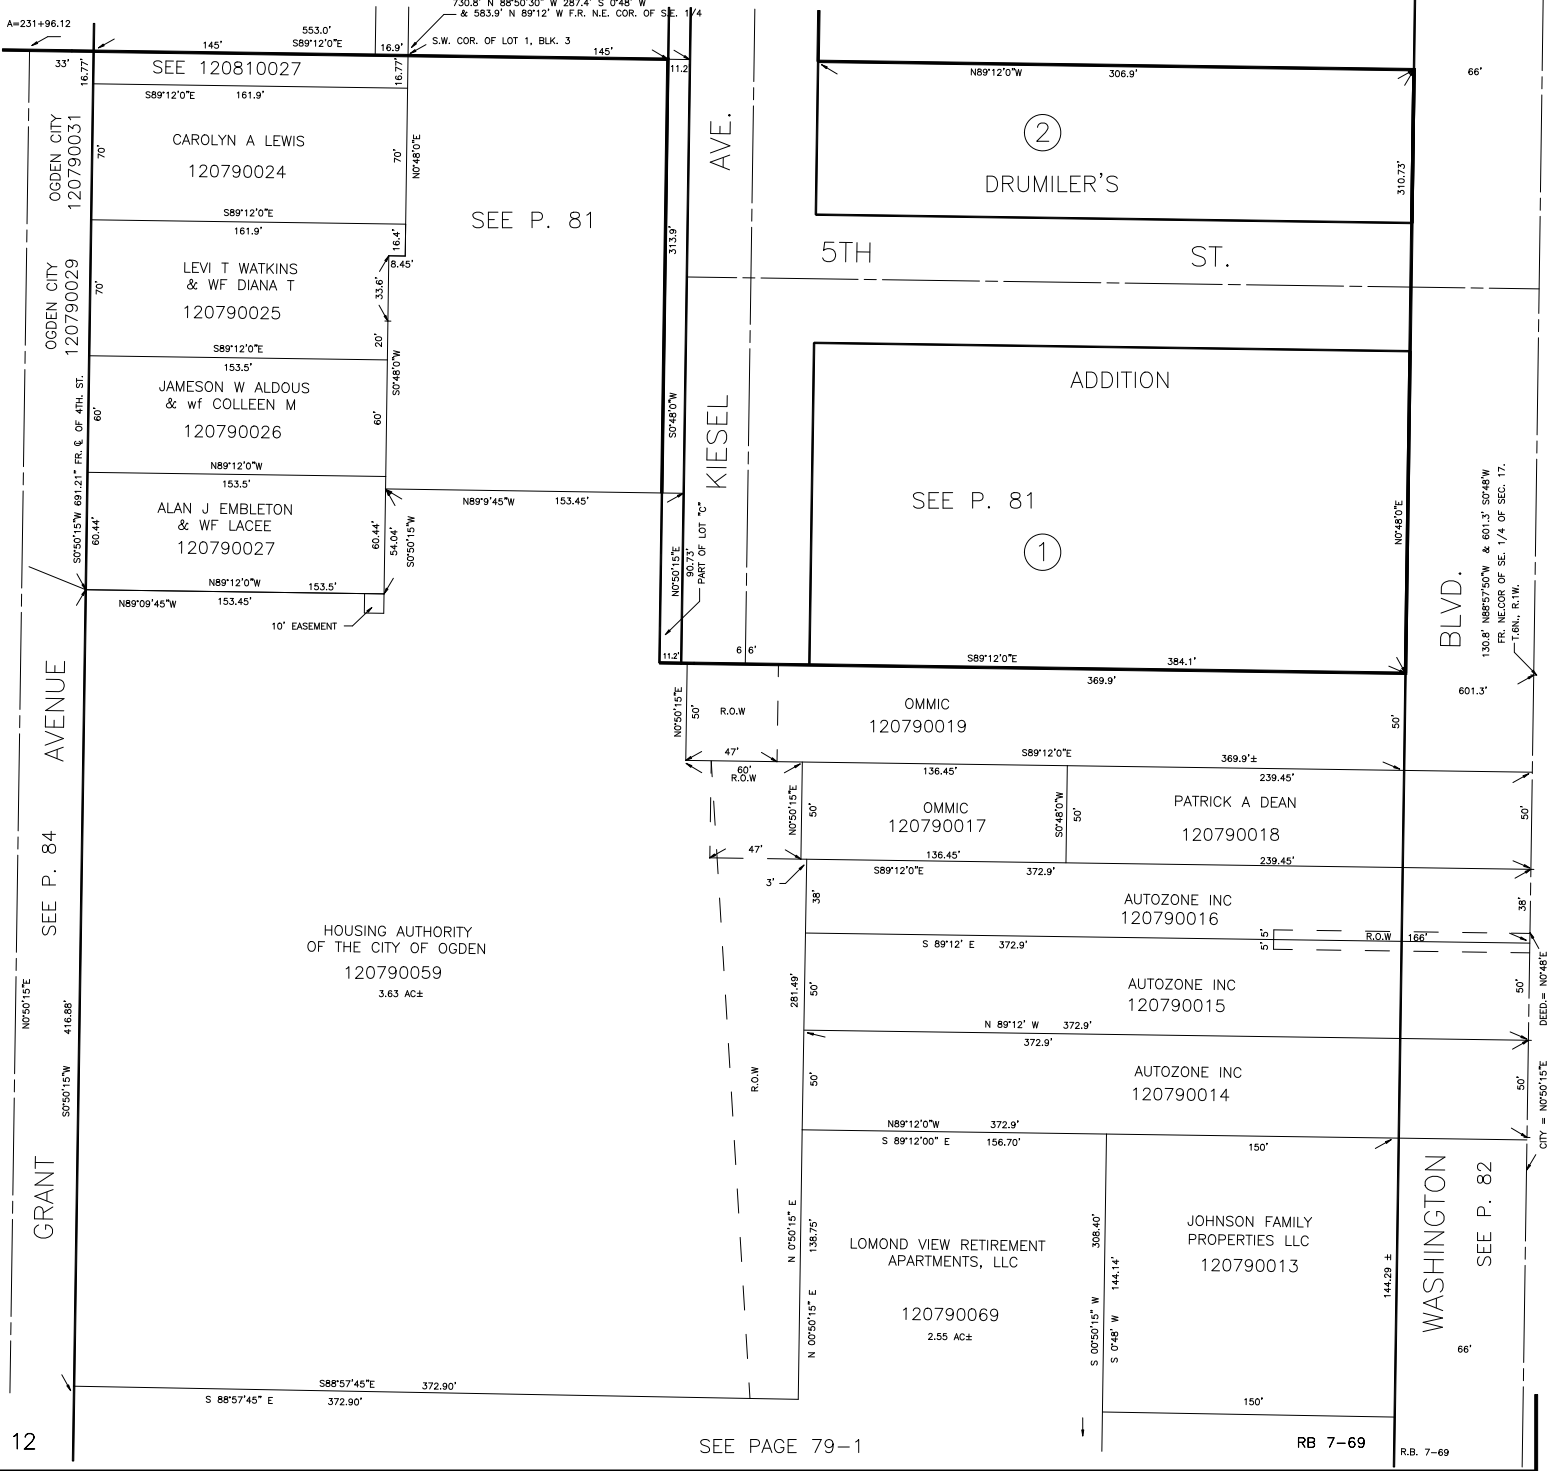 730.8' N 88°50'30" W 287.4' S 0°48' W
& 583.9' N 89°12' W F.R. N.E. COR. OF S.E. 1/4
A=231+96.12
553.0'
145'
S89°12'0"E
16.9'
S.W. COR. OF LOT 1, BLK. 3
145'
33'
16.77'
SEE 120810027
16.77'
11.2
N89°12'0"W
306.9'
66'
S89°12'0"E
161.9'
OGDEN CITY
120790031
70'
CAROLYN A LEWIS
120790024
70'
N0°48'0"E
AVE.
2
DRUMILER'S
310.73'
S89°12'0"E
161.9'
16.4'
SEE P. 81
313.9'
5TH
ST.
OGDEN CITY
120790029
70'
LEVI T WATKINS
& WF DIANA T
120790025
8.45'
33.6'
20'
S89°12'0"E
153.5'
S0°48'0"W
JAMESON W ALDOUS
& wf COLLEEN M
120790026
60'
60'
S0°48'0"W
KIESEL
ADDITION
S0°50'15"W 691.21" FR. ℄ OF 4TH. ST.
N89°12'0"W
153.5'
N89°9'45"W
153.45'
SEE P. 81
1
ALAN J EMBLETON
& WF LACEE
120790027
60.44'
60.44'
54.04'
S0°50'15"W
N0°50'15"E
90.73'
PART OF LOT "C"
N0°48'0"E
130.8' N88°57'50"W & 601.3' S0°48'W
FR. NE.COR OF SE. 1/4 OF SEC. 17.
T.6N., R.1W.
BLVD.
N89°12'0"W
153.5'
N89°09'45"W
153.45'
10' EASEMENT
11.2'
6
6'
S89°12'0"E
384.1'
369.9'
601.3'
AVENUE
N0°50'15"E
50'
R.O.W
OMMIC
120790019
50'
47'
60'
R.O.W
S89°12'0"E
369.9'±
136.45'
239.45'
N0°50'15"E
50'
OMMIC
120790017
S0°48'0"W
50'
PATRICK A DEAN
120790018
50'
SEE P. 84
47'
136.45'
239.45'
S89°12'0"E
372.9'
3'
38'
AUTOZONE INC
120790016
38'
HOUSING AUTHORITY
OF THE CITY OF OGDEN
120790059
3.63 AC±
S 89°12' E
372.9'
5'
5'
R.O.W
166'
N0°50'15"E
416.88'
281.49'
50'
AUTOZONE INC
120790015
50'
DEED.= N0°48'E
N 89°12' W
372.9'
372.9'
S0°50'15"W
R.O.W
50'
AUTOZONE INC
120790014
50'
CITY = N0°50'15"E
N89°12'0"W
372.9'
S 89°12'00" E
156.70'
150'
GRANT
N 0°50'15" E
138.75'
N 00°50'15" E
LOMOND VIEW RETIREMENT
APARTMENTS, LLC
120790069
2.55 AC±
308.40'
S 00°50'15" W
144.14'
S 0°48' W
JOHNSON FAMILY
PROPERTIES LLC
120790013
144.29 ±
WASHINGTON
SEE P. 82
66'
S88°57'45"E
372.90'
S 88°57'45" E
372.90'
150'
12
SEE PAGE 79-1
RB 7-69
R.B. 7-69